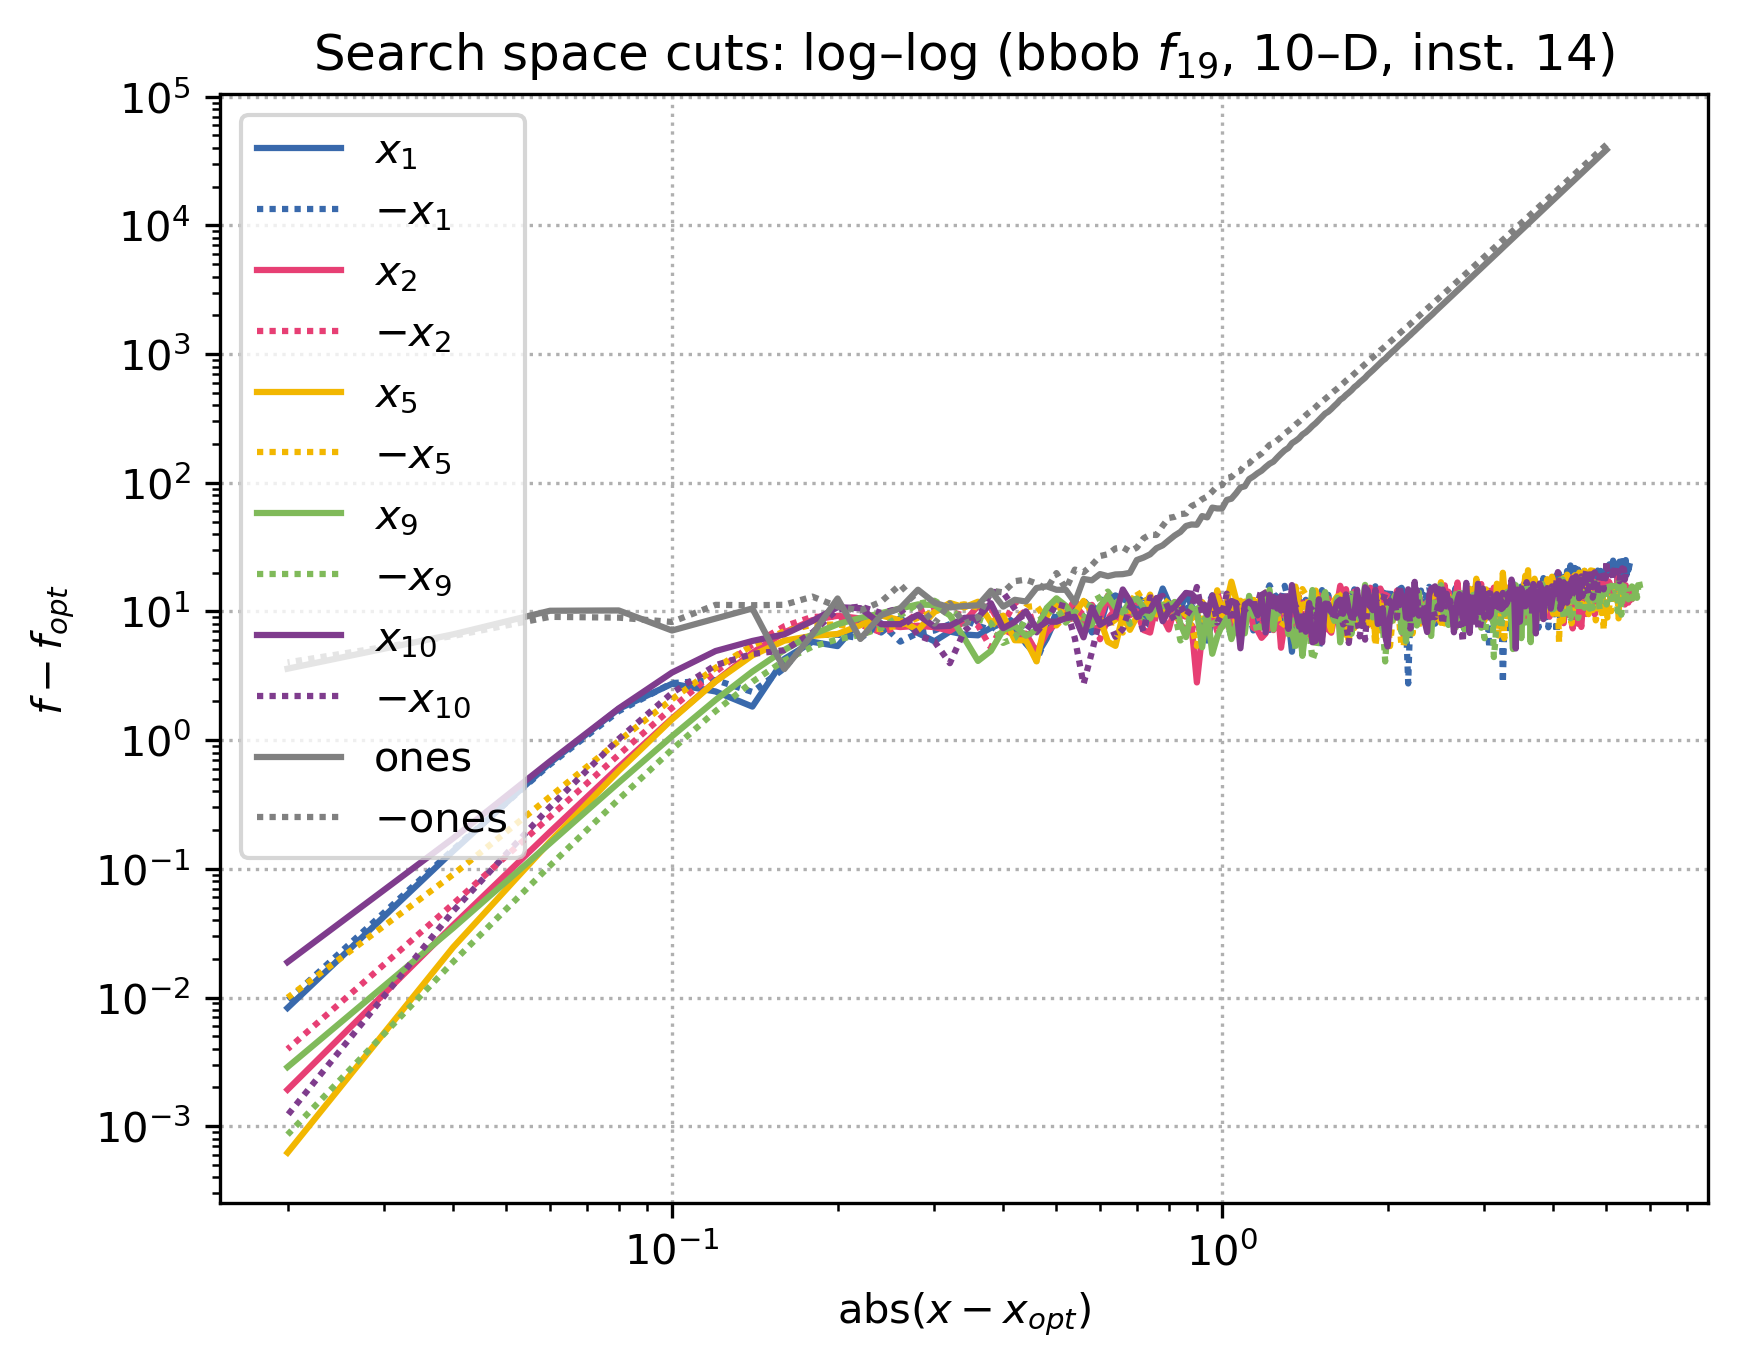 Search space cuts: log–log (bbob f19, 10–D, inst. 14)
10^5
10^4
10^3
10^2
10^1
10^0
10^−1
10^−2
10^−3
f − f_opt
x1
−x1
x2
−x2
x5
−x5
x9
−x9
x10
−x10
ones
−ones
10^−1
10^0
abs(x − x_opt)